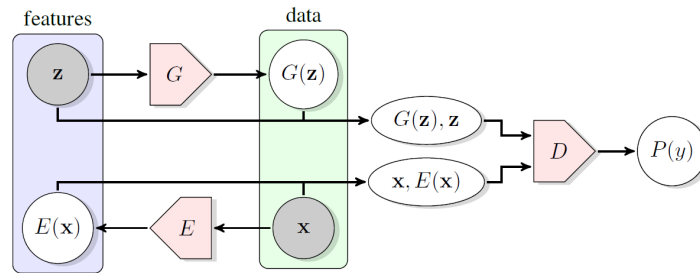 features
data
z
G
G(z)
G(z), z
D
P(y)
x, E(x)
E(x)
E
x